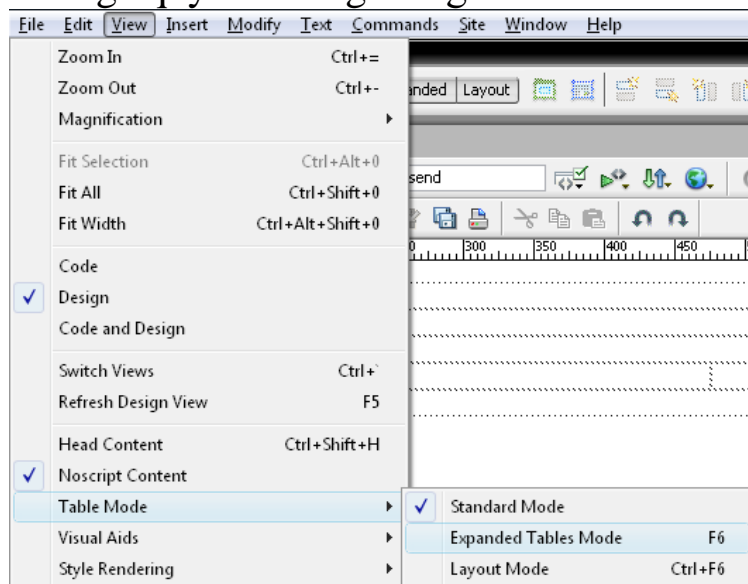 File Edit View Insert Modify Text Commands Site Window Help
Zoom In Ctrl+=
Zoom Out Ctrl+-
Layout
Magnification
Fit Selection Ctrl+Alt+0
send
Fit All Ctrl+Shift+0
Fit Width Ctrl+Alt+Shift+0
300 350 400 450
Code
Design
Code and Design
Switch Views Ctrl+`
Refresh Design View F5
Head Content Ctrl+Shift+H
Noscript Content
Table Mode
Standard Mode
Visual Aids
Expanded Tables Mode F6
Style Rendering
Layout Mode Ctrl+F6